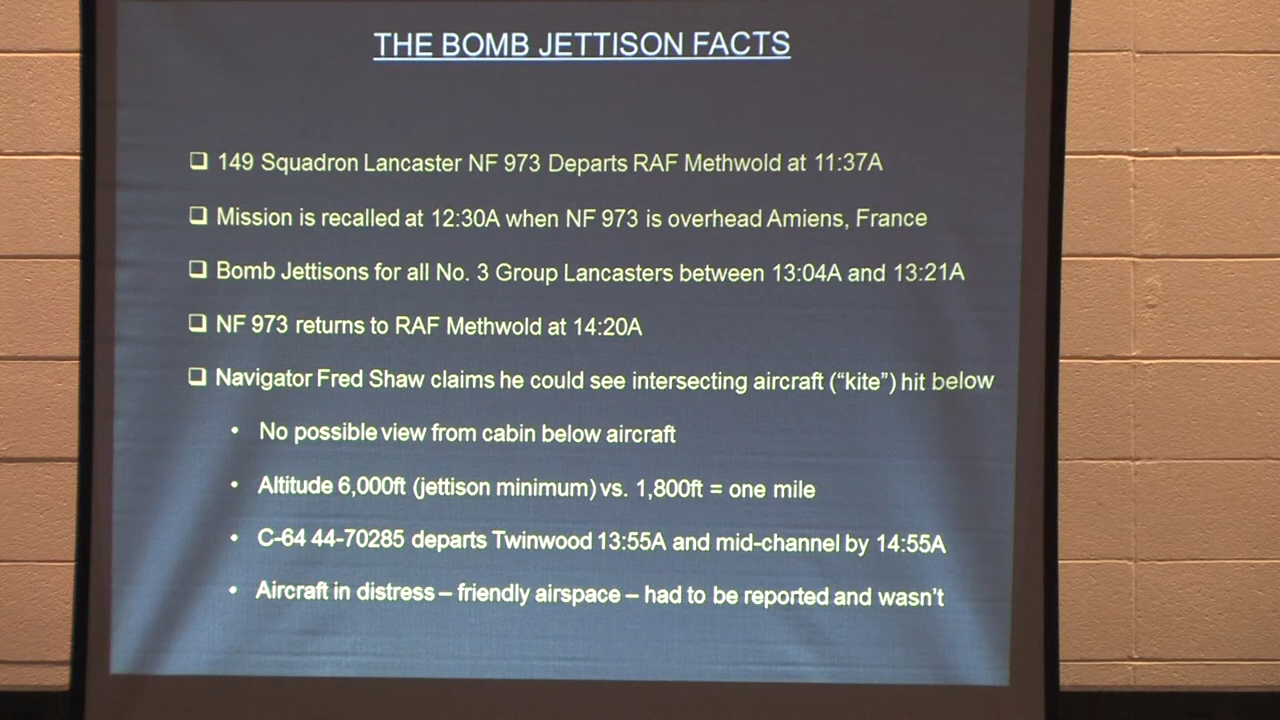 THE BOMB JETTISON FACTS
❑ 149 Squadron Lancaster NF 973 Departs RAF Methwold at 11:37A
❑ Mission is recalled at 12:30A when NF 973 is overhead Amiens, France
❑ Bomb Jettisons for all No. 3 Group Lancasters between 13:04A and 13:21A
❑ NF 973 returns to RAF Methwold at 14:20A
❑ Navigator Fred Shaw claims he could see intersecting aircraft (“kite”) hit below
• No possible view from cabin below aircraft
• Altitude 6,000ft (jettison minimum) vs. 1,800ft = one mile
• C-64 44-70285 departs Twinwood 13:55A and mid-channel by 14:55A
• Aircraft in distress – friendly airspace – had to be reported and wasn’t